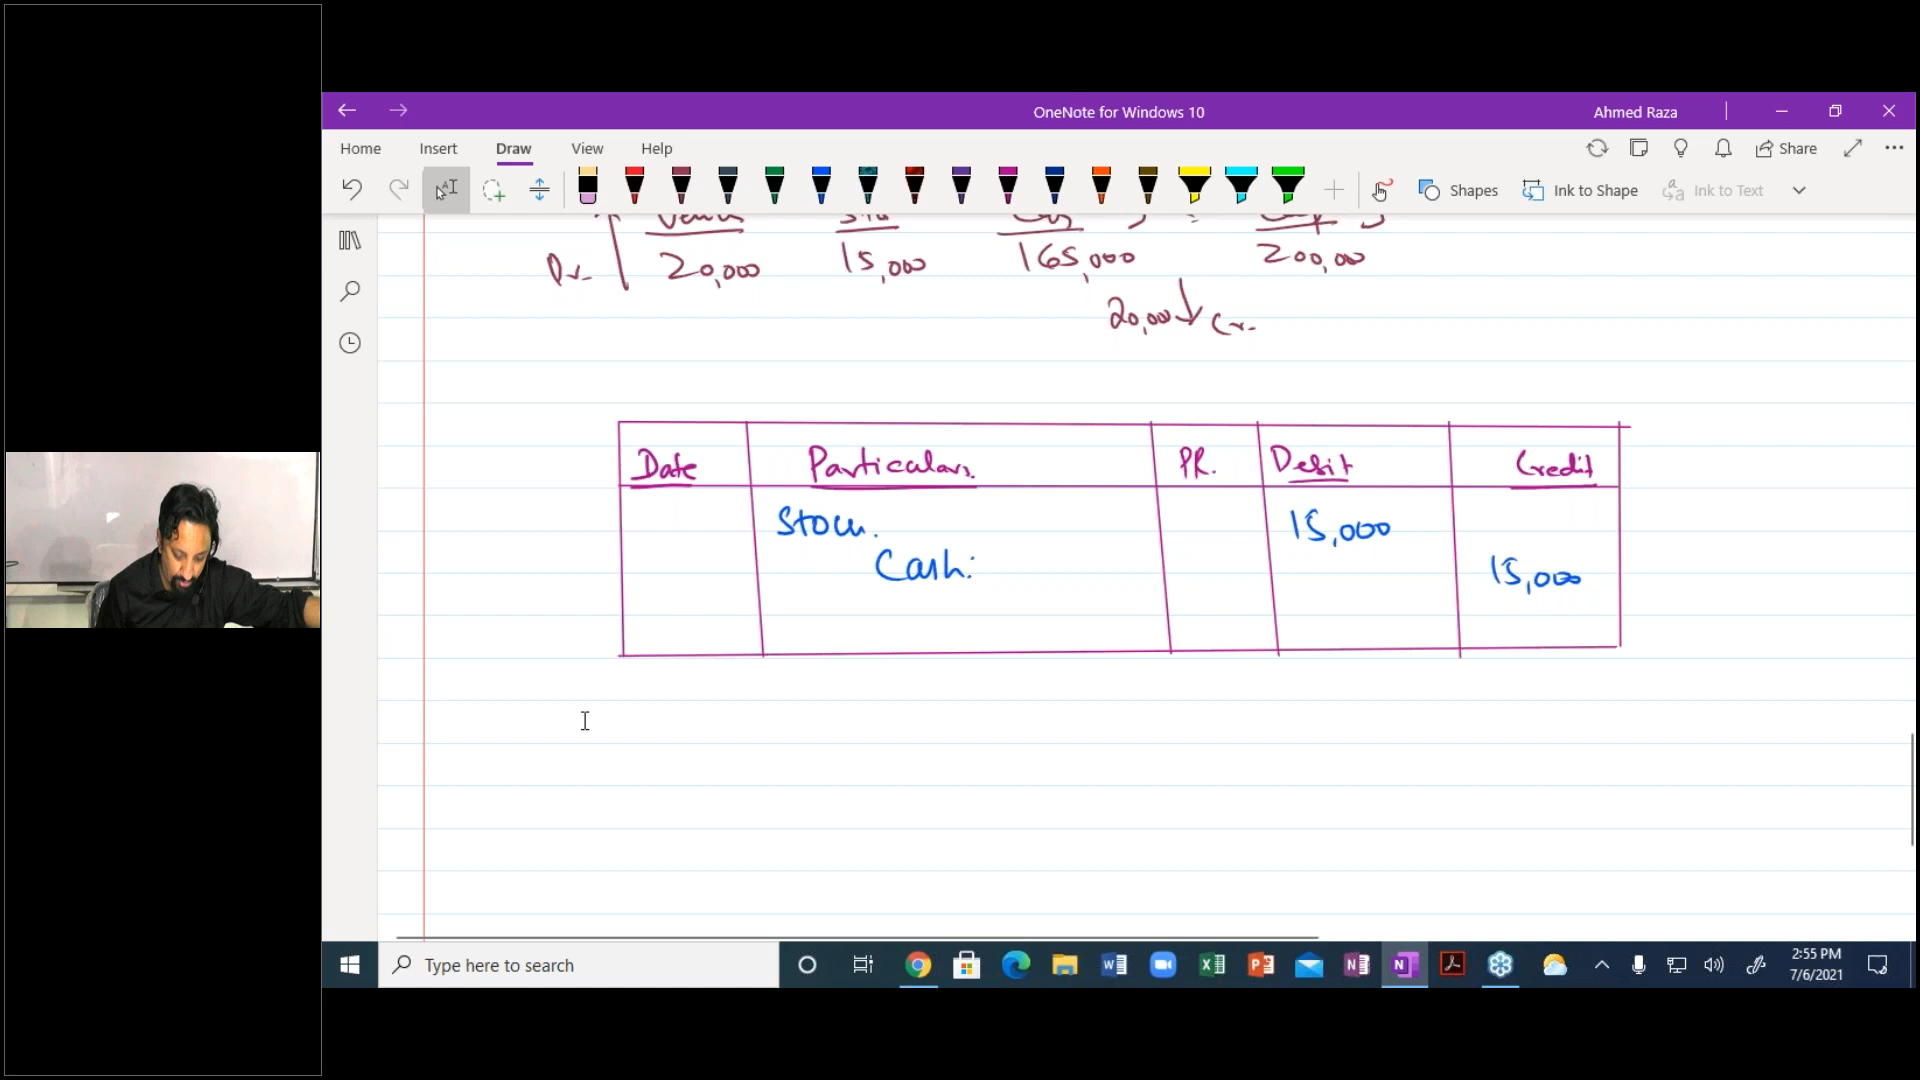 OneNote for Windows 10
Ahmed Raza
Home Insert Draw View Help
Share
Shapes Ink to Shape Ink to Text
Dr. 20,000 15,000 165,000 200,000
20,000 Cr.
Date Particulars. PR. Debit Credit
Stock. 15,000
Cash: 15,000
Type here to search
2:55 PM
7/6/2021